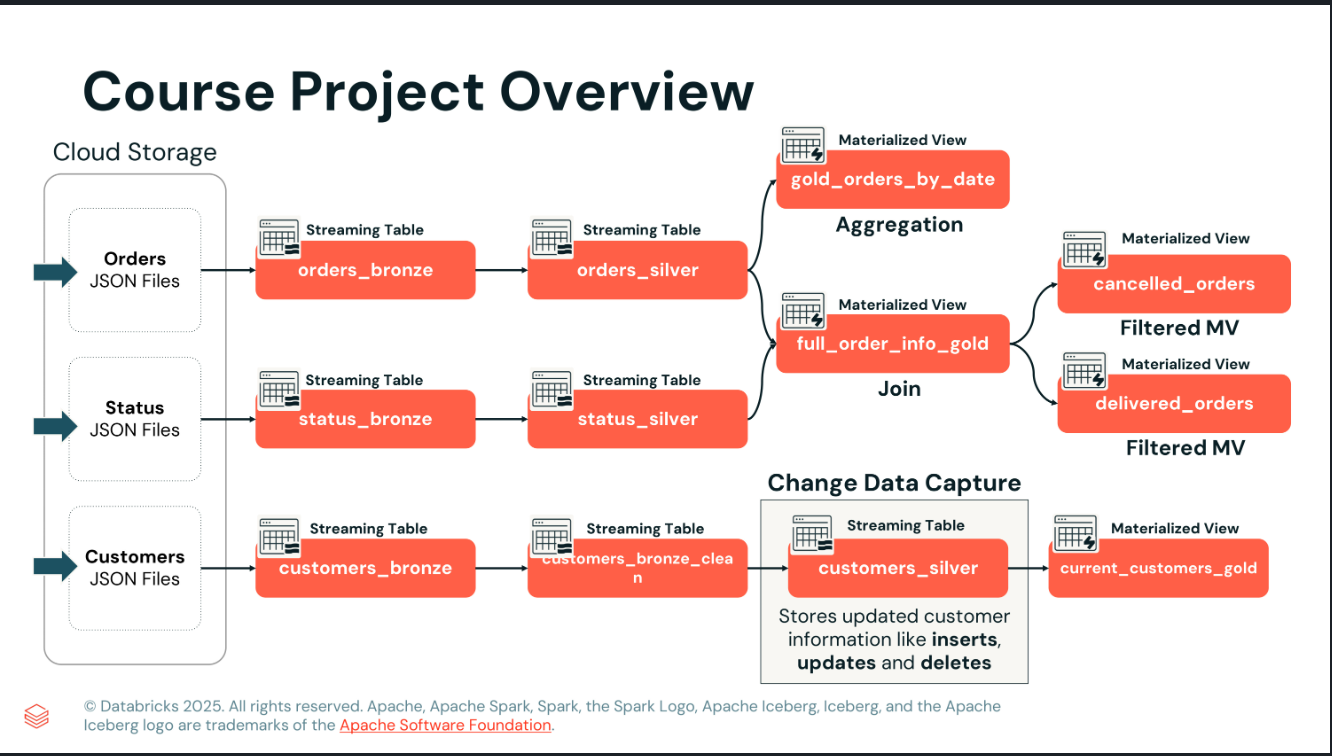 Course Project Overview
Cloud Storage
Orders
JSON Files
Streaming Table
orders_bronze
Streaming Table
orders_silver
Materialized View
gold_orders_by_date
Aggregation
Status
JSON Files
Streaming Table
status_bronze
Streaming Table
status_silver
Materialized View
full_order_info_gold
Join
Materialized View
cancelled_orders
Filtered MV
Materialized View
delivered_orders
Filtered MV
Customers
JSON Files
Streaming Table
customers_bronze
Streaming Table
customers_bronze_clea
n
Change Data Capture
Streaming Table
customers_silver
Stores updated customer
information like inserts,
updates and deletes
Materialized View
current_customers_gold
© Databricks 2025. All rights reserved. Apache, Apache Spark, Spark, the Spark Logo, Apache Iceberg, Iceberg, and the Apache
Iceberg logo are trademarks of the Apache Software Foundation.